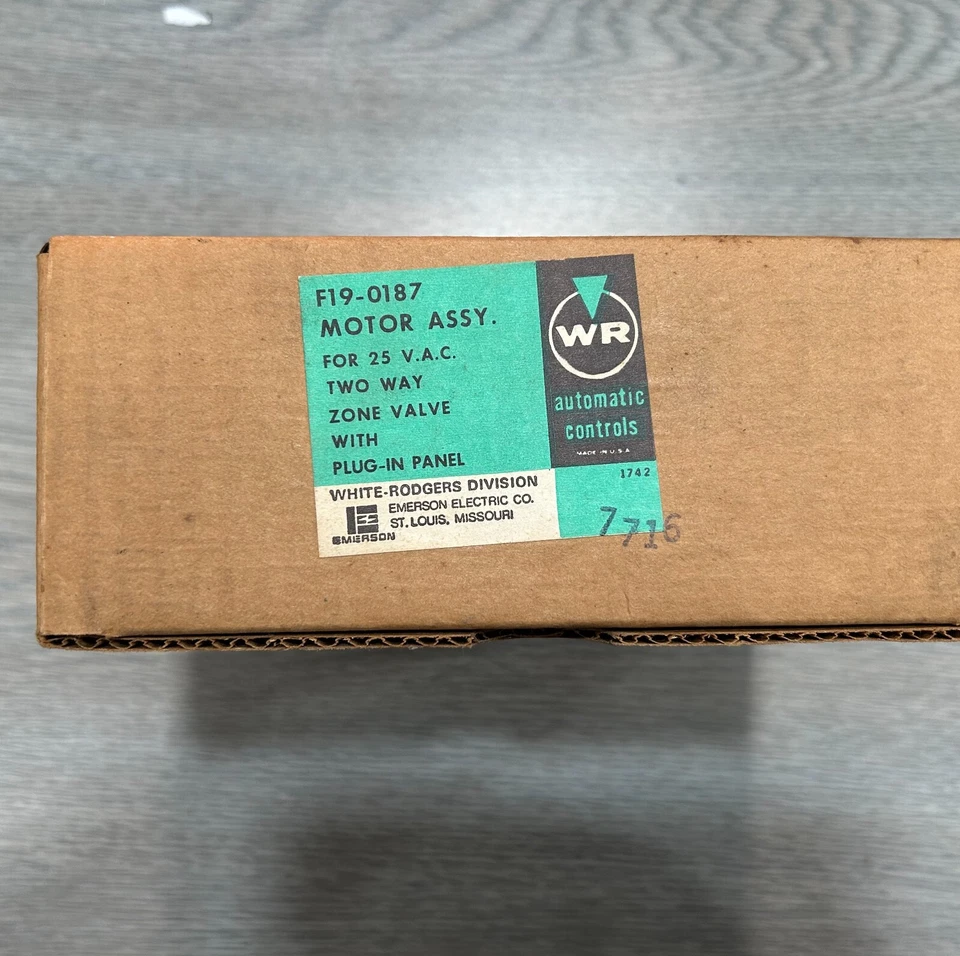 F19-0187
MOTOR ASSY.
FOR 25 V.A.C.
TWO WAY
ZONE VALVE
WITH
PLUG-IN PANEL
WHITE-RODGERS DIVISION
EMERSON ELECTRIC CO.
ST. LOUIS, MISSOURI
EMERSON
WR
automatic
controls
MADE IN U.S.A
1742
7716